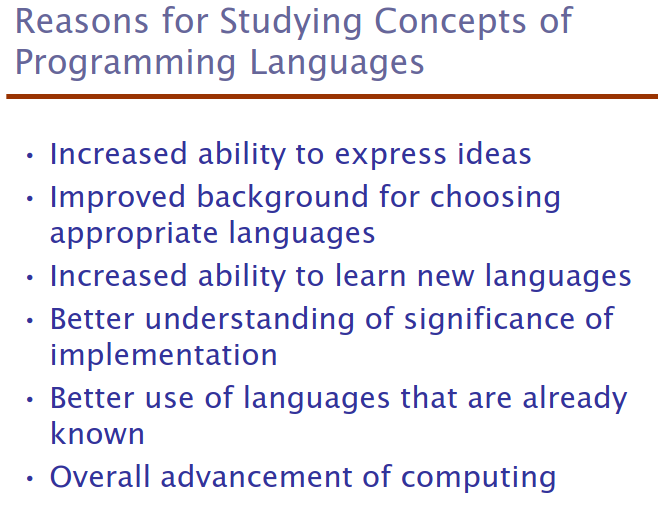 Reasons for Studying Concepts of
Programming Languages
• Increased ability to express ideas
• Improved background for choosing
appropriate languages
• Increased ability to learn new languages
• Better understanding of significance of
implementation
• Better use of languages that are already
known
• Overall advancement of computing